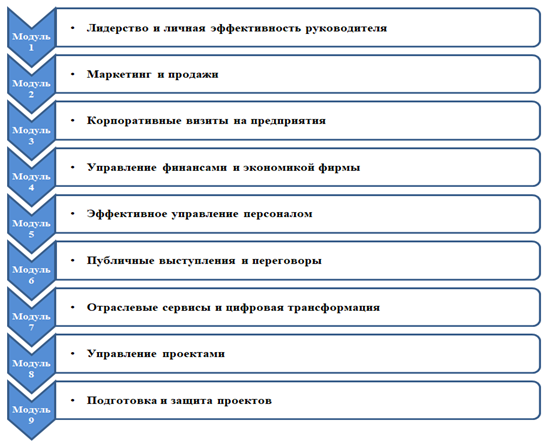 Модуль
1
• Лидерство и личная эффективность руководителя
Модуль
2
• Маркетинг и продажи
Модуль
3
• Корпоративные визиты на предприятия
Модуль
4
• Управление финансами и экономикой фирмы
Модуль
5
• Эффективное управление персоналом
Модуль
6
• Публичные выступления и переговоры
Модуль
7
• Отраслевые сервисы и цифровая трансформация
Модуль
8
• Управление проектами
Модуль
9
• Подготовка и защита проектов